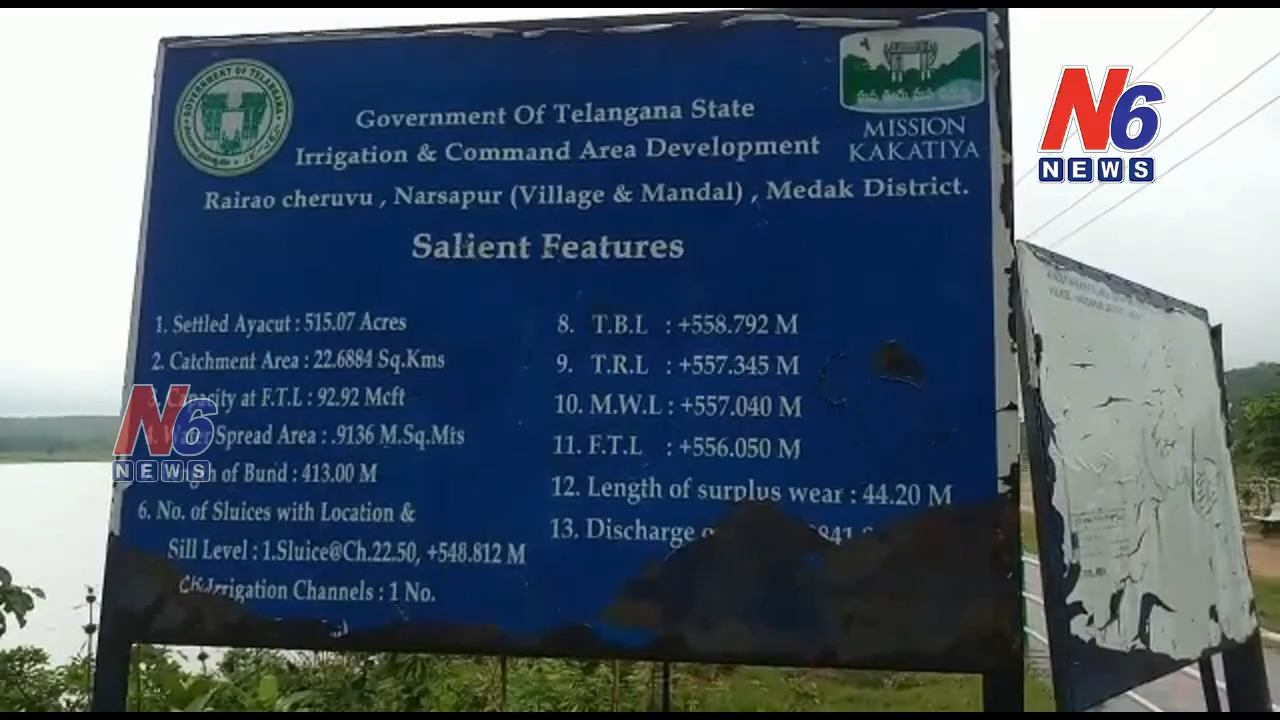 GOVERNMENT OF TELANGANA
Government Of Telangana State
Irrigation & Command Area Development
Rairao cheruvu , Narsapur (Village & Mandal) , Medak District.
MISSION
KAKATIYA
N6
NEWS
Salient Features
1. Settled Ayacut : 515.07 Acres
2. Catchment Area : 22.6884 Sq.Kms
3. Capacity at F.T.L : 92.92 Mcft
Spread Area : .9136 M.Sq.Mts
of Bund : 413.00 M
6. No. of Sluices with Location &
Sill Level : 1.Sluice@Ch.22.50, +548.812 M
Irrigation Channels : 1 No.
8. T.B.L : +558.792 M
9. T.R.L : +557.345 M
10. M.W.L : +557.040 M
11. F.T.L : +556.050 M
12. Length of surplus wear : 44.20 M
13. Discharge
N6
NEWS